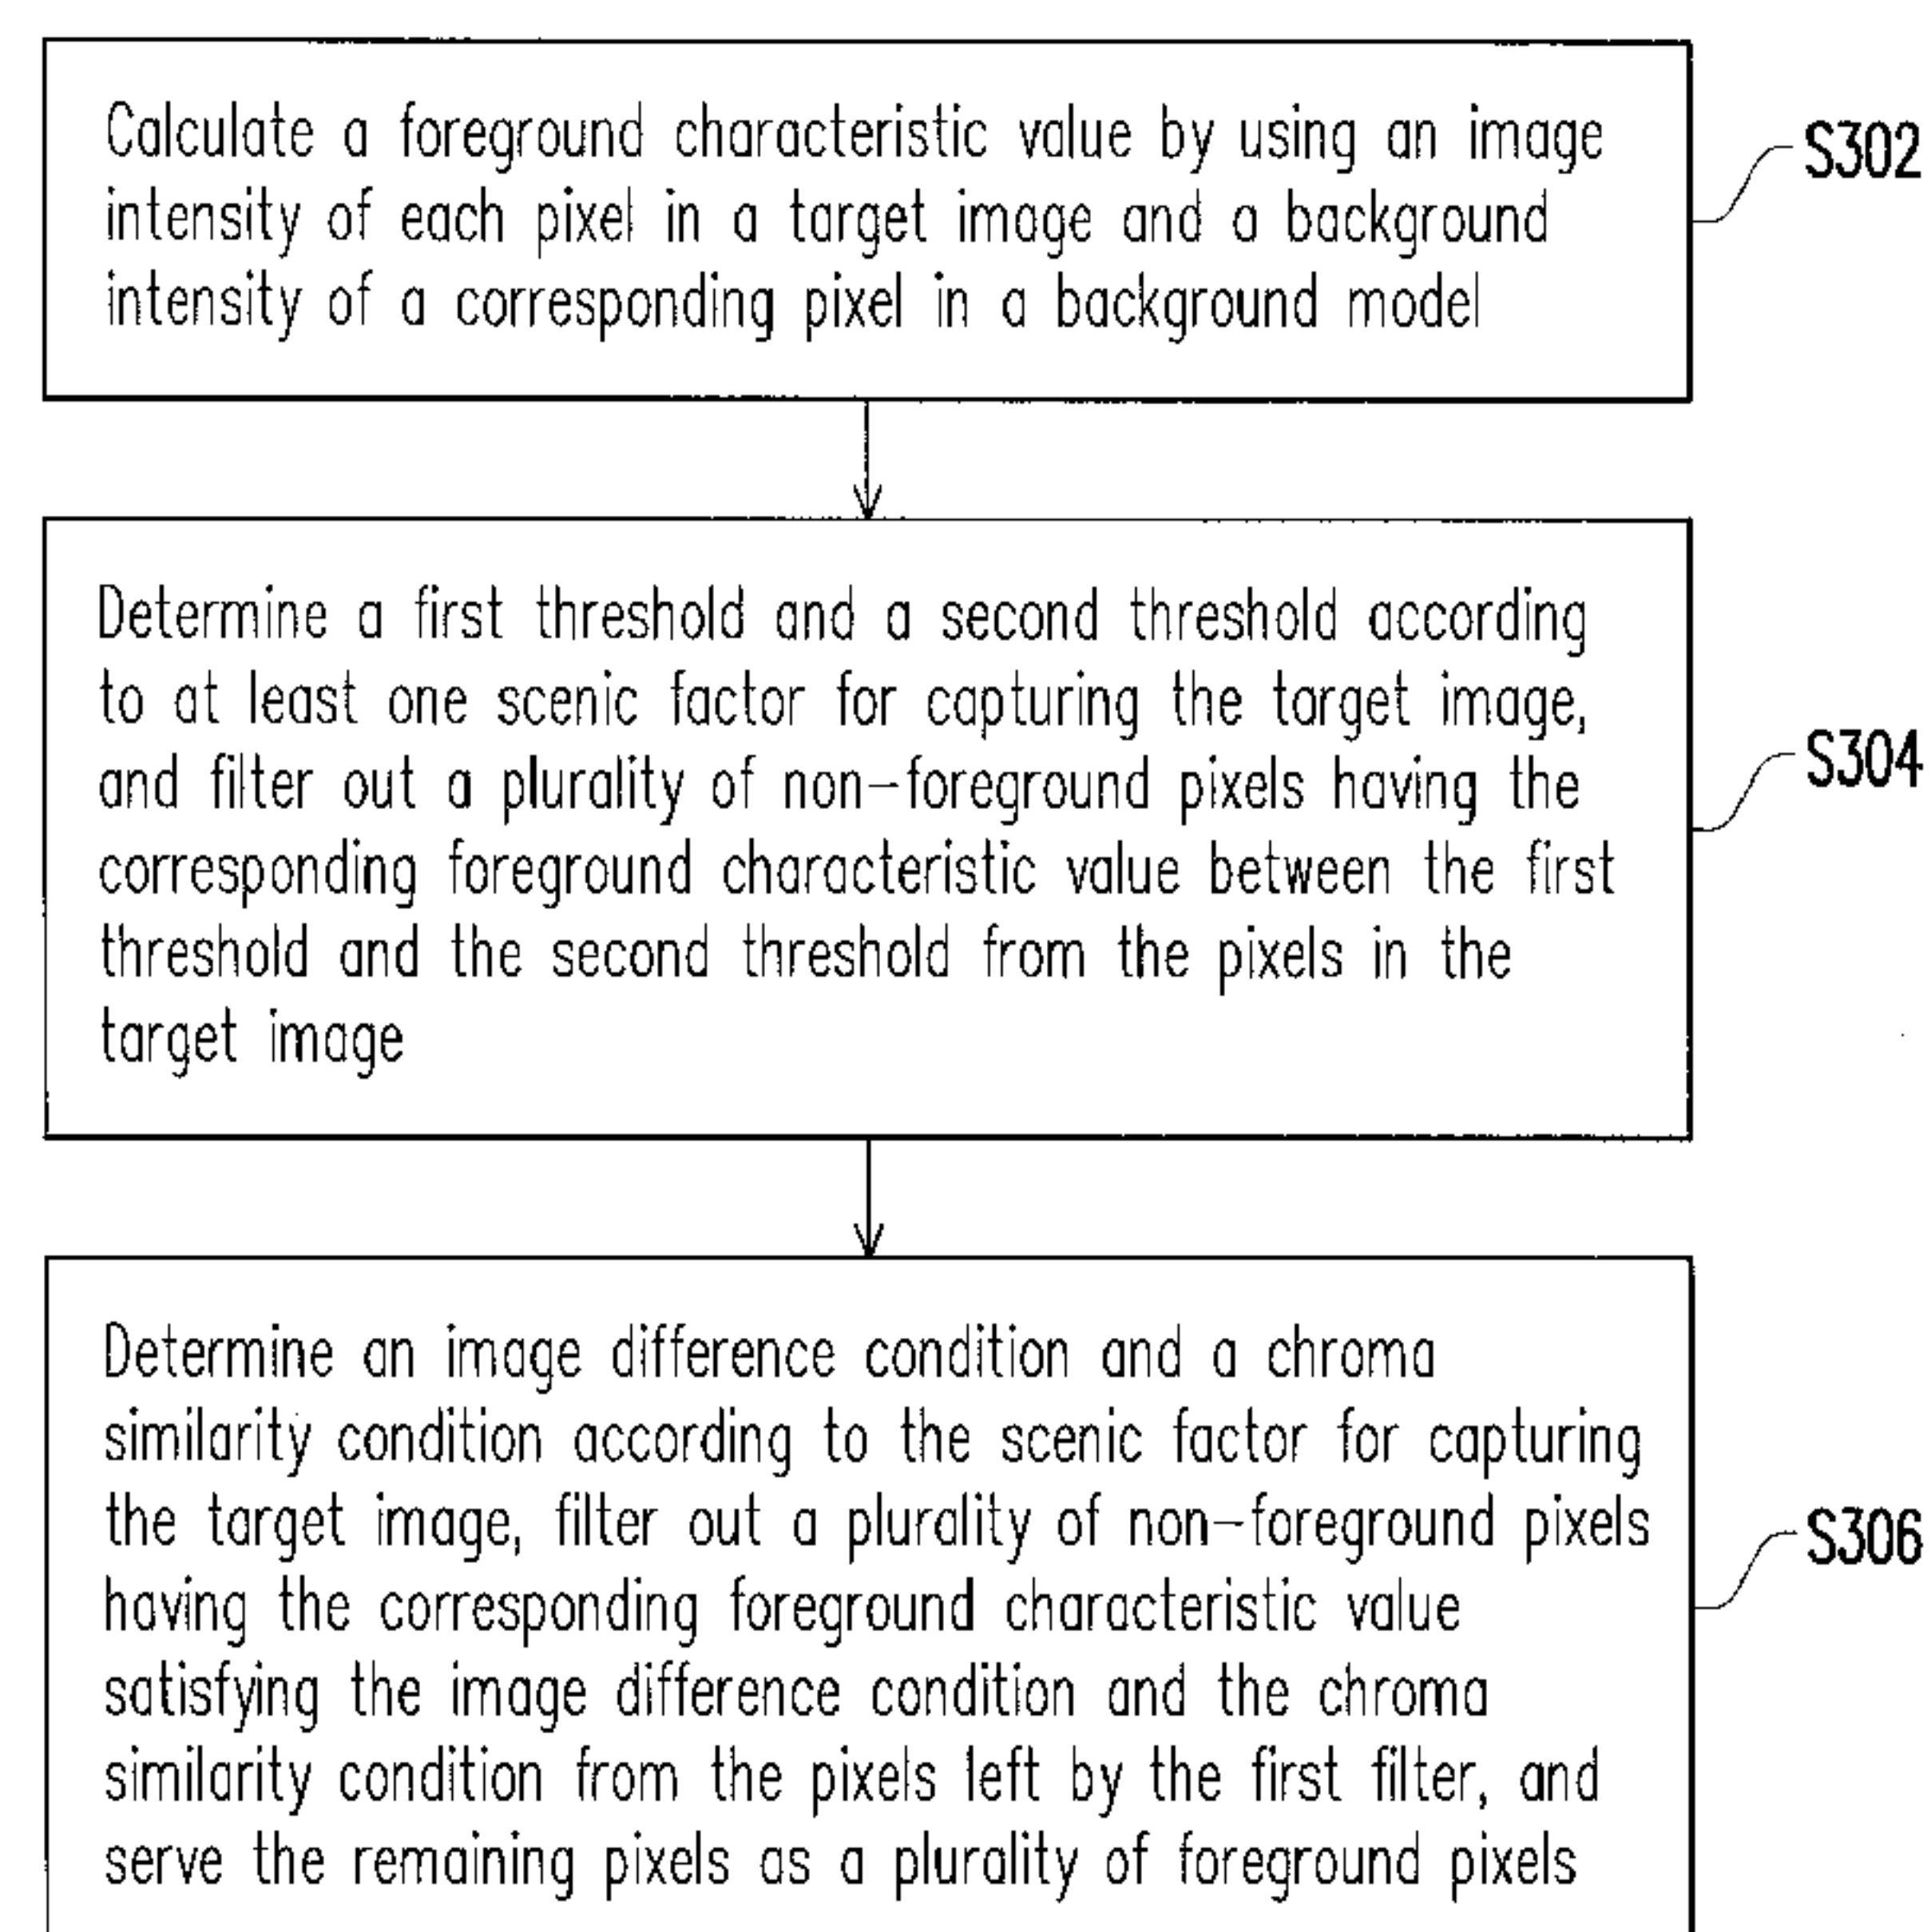 Calculate a foreground characteristic value by using an image
intensity of each pixel in a target image and a background
intensity of a corresponding pixel in a background model
S302
Determine a first threshold and a second threshold according
to at least one scenic factor for capturing the target image,
and filter out a plurality of non-foreground pixels having the
corresponding foreground characteristic value between the first
threshold and the second threshold from the pixels in the
target image
S304
Determine an image difference condition and a chroma
similarity condition according to the scenic factor for capturing
the target image, filter out a plurality of non-foreground pixels
having the corresponding foreground characteristic value
satisfying the image difference condition and the chroma
similarity condition from the pixels left by the first filter, and
serve the remaining pixels as a plurality of foreground pixels
S306